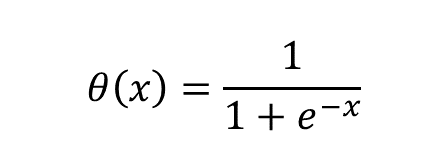 θ(x) = 1 / (1 + e^{-x})